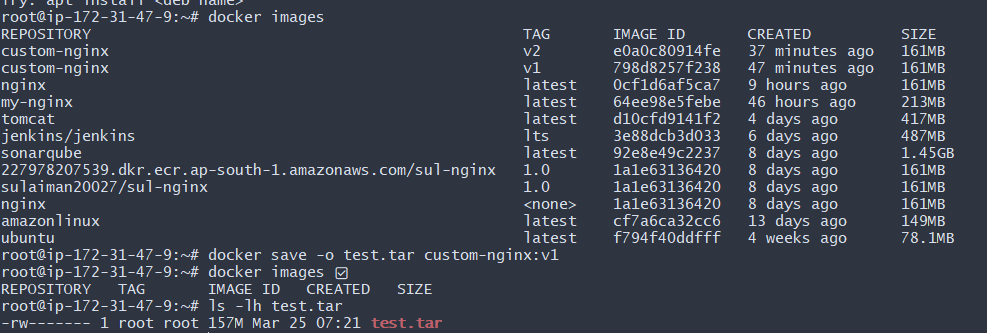 Try: apt install <deb name>
root@ip-172-31-47-9:~# docker images
REPOSITORY TAG IMAGE ID CREATED SIZE
custom-nginx v2 e0a0c80914fe 37 minutes ago 161MB
custom-nginx v1 798d8257f238 47 minutes ago 161MB
nginx latest 0cf1d6af5ca7 9 hours ago 161MB
my-nginx latest 64ee98e5febe 46 hours ago 213MB
tomcat latest d10cfd9141f2 4 days ago 417MB
jenkins/jenkins lts 3e88dcb3d033 6 days ago 487MB
sonarqube latest 92e8e49c2237 8 days ago 1.45GB
227978207539.dkr.ecr.ap-south-1.amazonaws.com/sul-nginx 1.0 1a1e63136420 8 days ago 161MB
sulaiman20027/sul-nginx 1.0 1a1e63136420 8 days ago 161MB
nginx <none> 1a1e63136420 8 days ago 161MB
amazonlinux latest cf7a6ca32cc6 13 days ago 149MB
ubuntu latest f794f40ddfff 4 weeks ago 78.1MB
root@ip-172-31-47-9:~# docker save -o test.tar custom-nginx:v1
root@ip-172-31-47-9:~# docker images ☑
REPOSITORY TAG IMAGE ID CREATED SIZE
root@ip-172-31-47-9:~# ls -lh test.tar
-rw------- 1 root root 157M Mar 25 07:21 test.tar